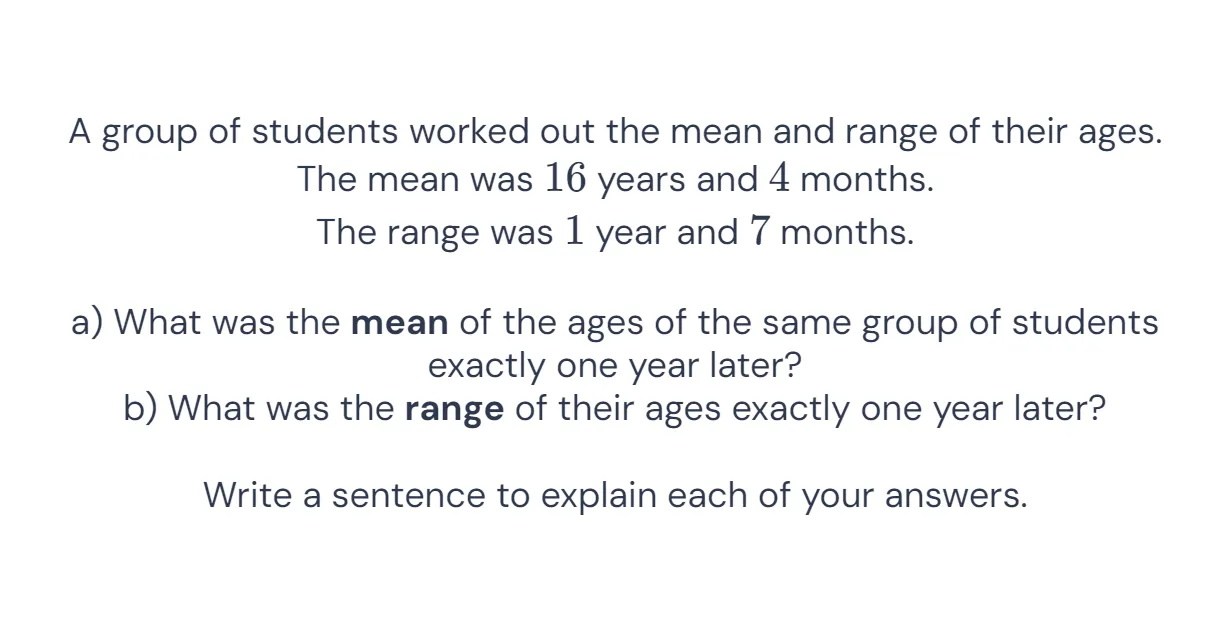 A group of students worked out the mean and range of their ages.
The mean was 16 years and 4 months.
The range was 1 year and 7 months.
a) What was the mean of the ages of the same group of students
exactly one year later?
b) What was the range of their ages exactly one year later?
Write a sentence to explain each of your answers.